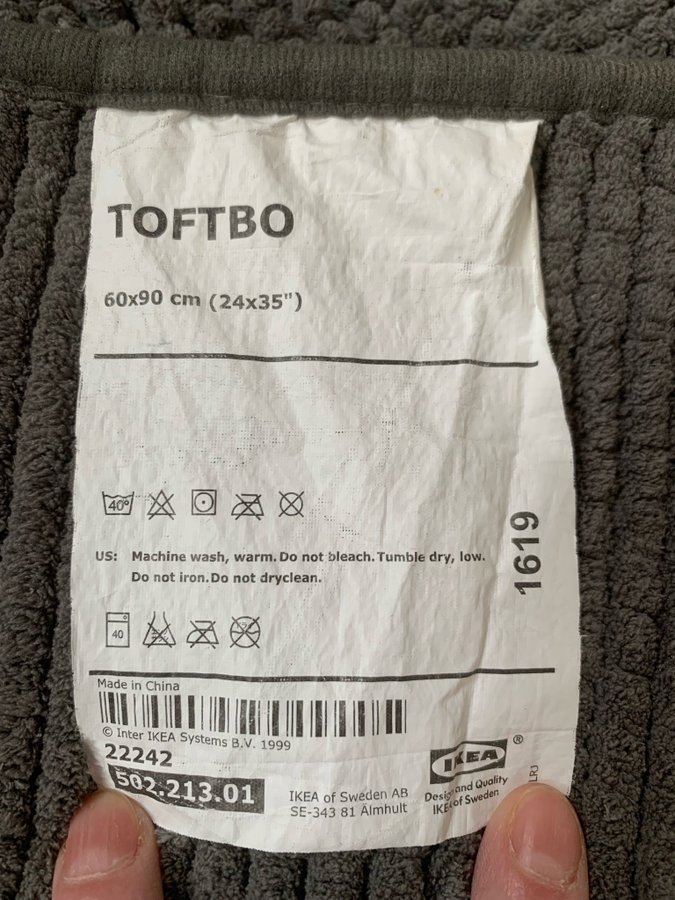 TOFTBO
60x90 cm (24x35")
40°
US: Machine wash, warm. Do not bleach. Tumble dry, low.
Do not iron. Do not dryclean.
1619
40
Made in China
© Inter IKEA Systems B.V. 1999
22242
502.213.01
IKEA of Sweden AB
SE-343 81 Älmhult
IKEA®
Design and Quality
IKEA of Sweden
LRJ